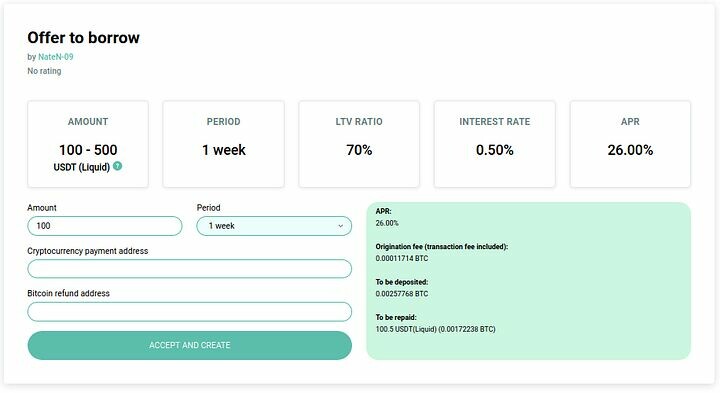 Offer to borrow
by NateN-09
No rating
AMOUNT
100 - 500
USDT (Liquid) ?
PERIOD
1 week
LTV RATIO
70%
INTEREST RATE
0.50%
APR
26.00%
Amount
100
Period
1 week
Cryptocurrency payment address
Bitcoin refund address
ACCEPT AND CREATE
APR:
26.00%
Origination fee (transaction fee included):
0.00011714 BTC
To be deposited:
0.00257768 BTC
To be repaid:
100.5 USDT(Liquid) (0.00172238 BTC)